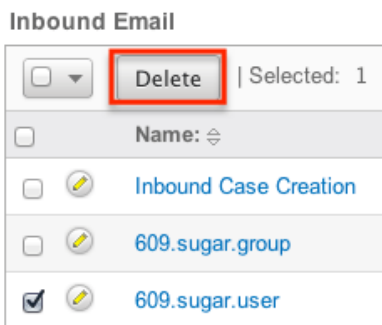 Inbound Email
Delete | Selected: 1
Name:
Inbound Case Creation
609.sugar.group
609.sugar.user